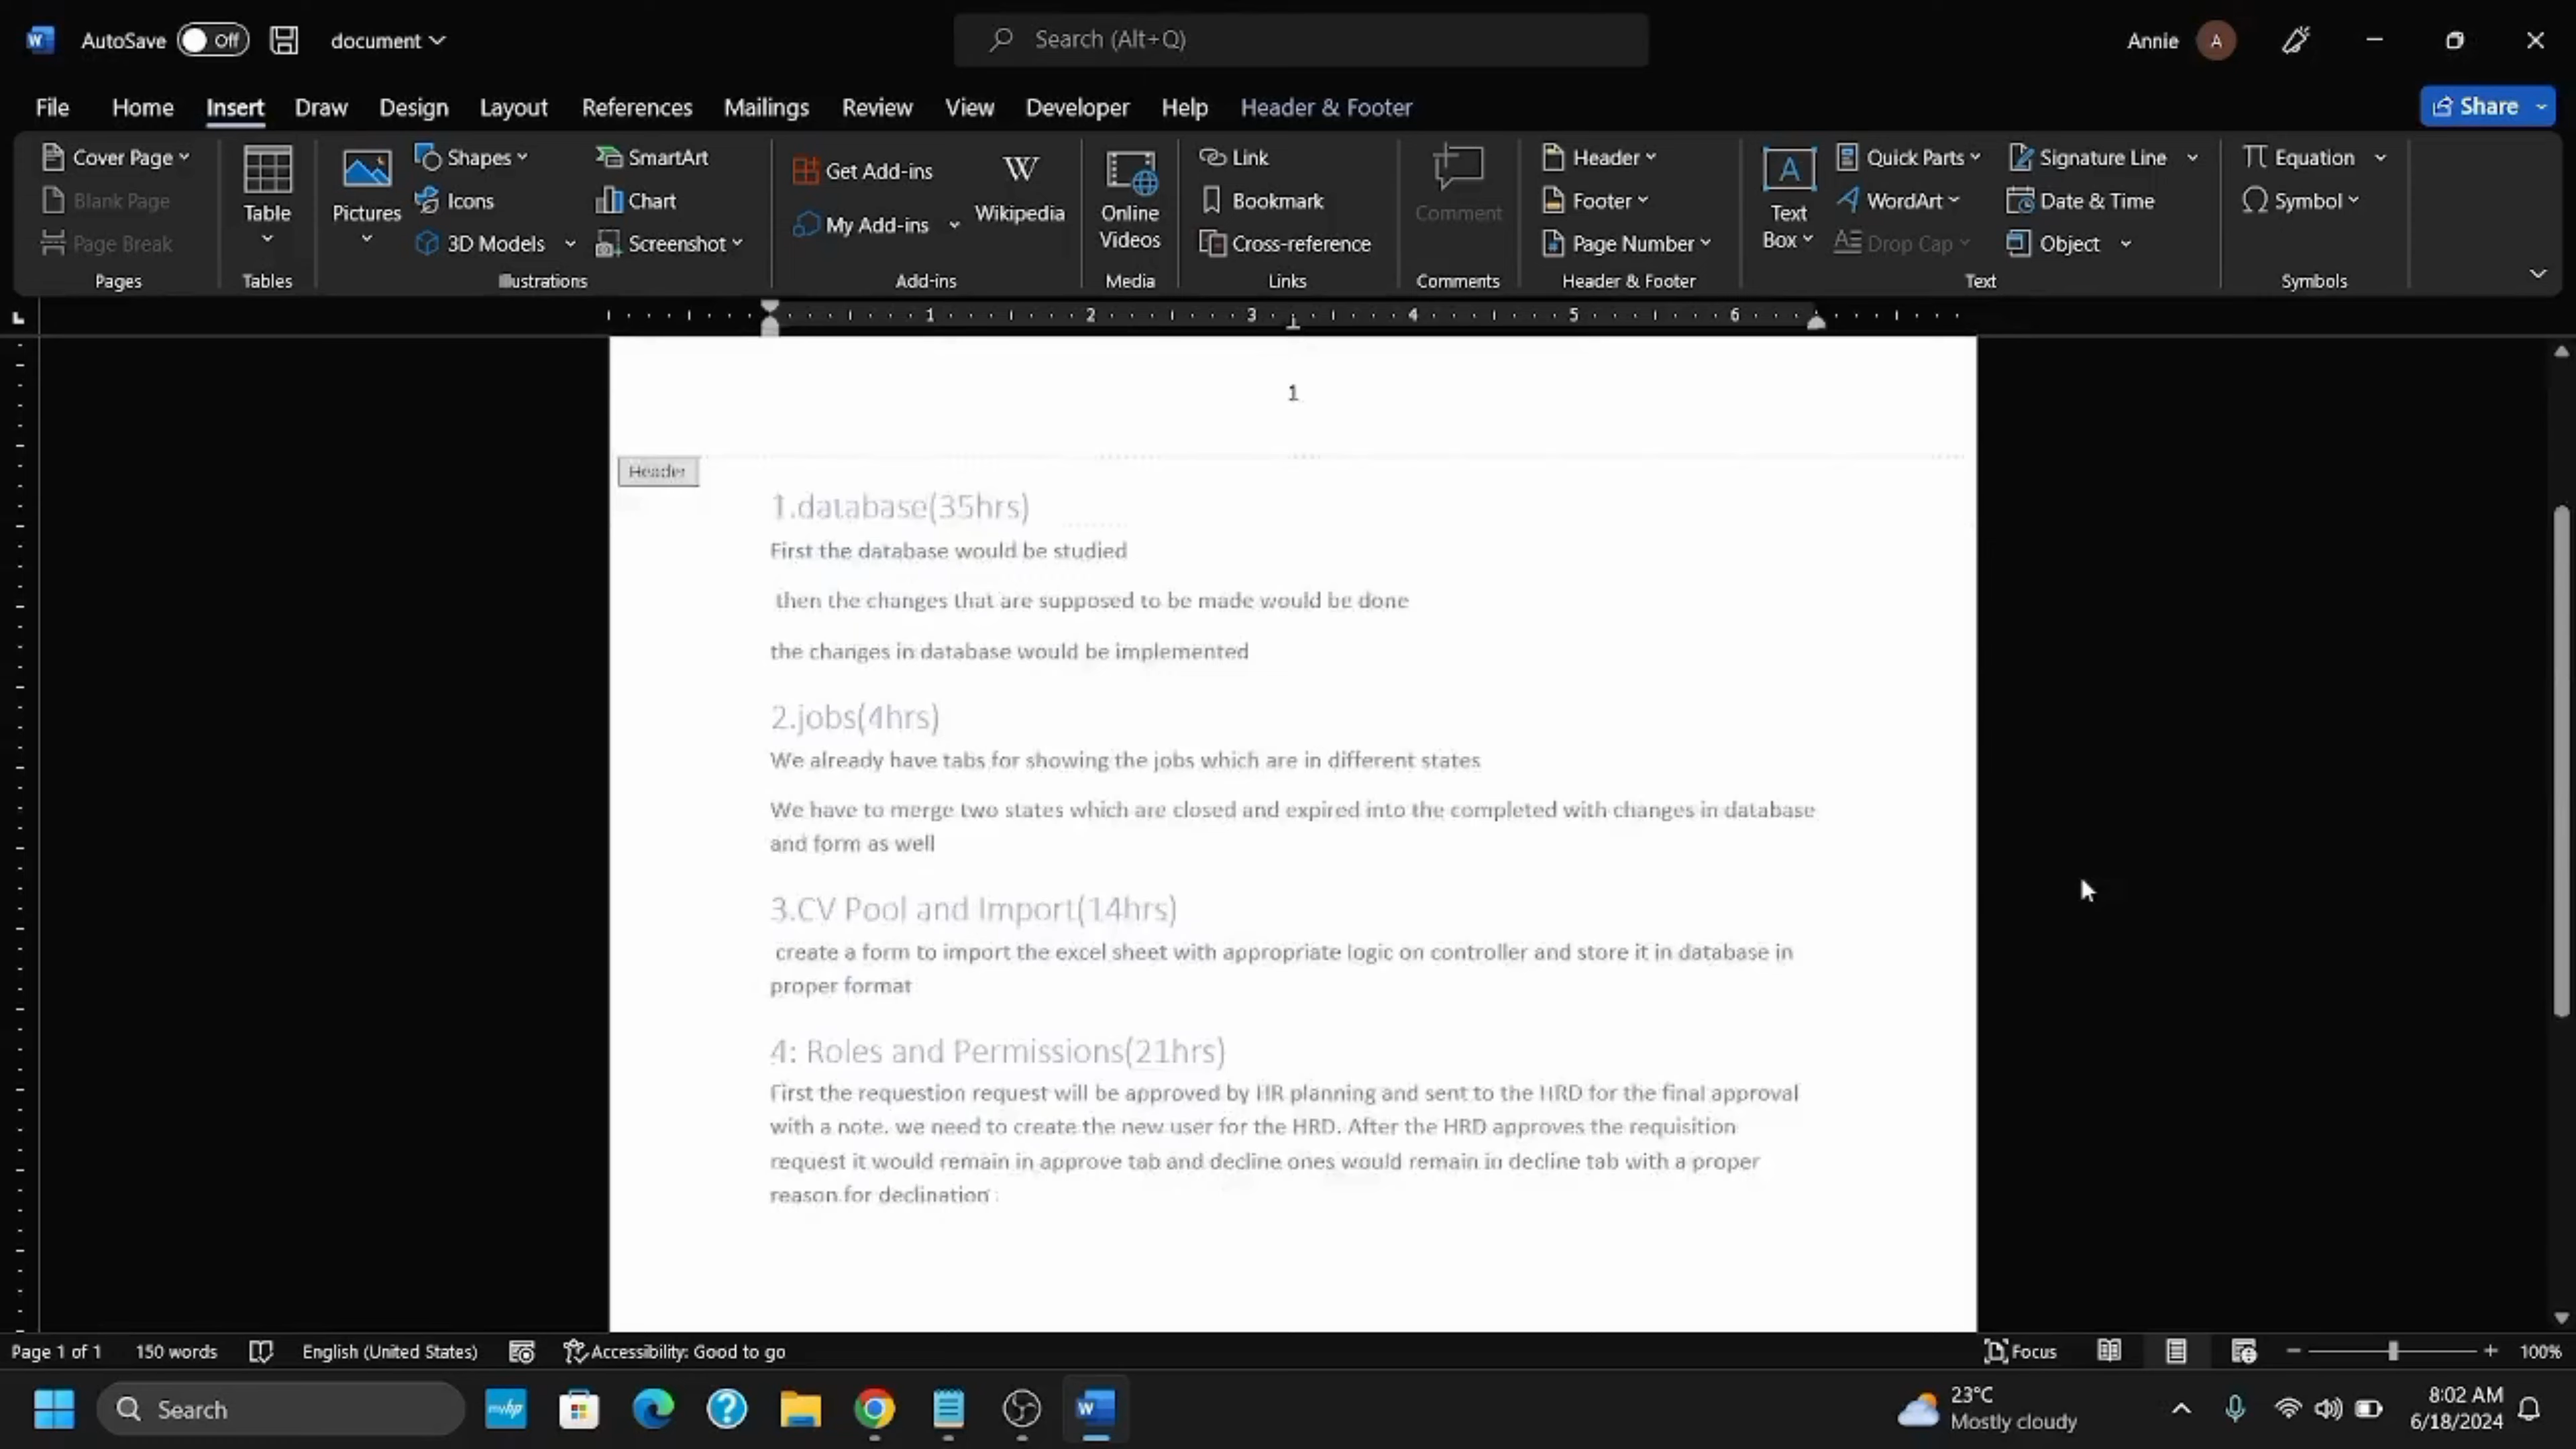 AutoSave Off document Search (Alt+Q) Annie A
File Home Insert Draw Design Layout References Mailings Review View Developer Help Header & Footer Share
Cover Page
Blank Page
Page Break
Pages
Table
Tables
Pictures
Shapes
Icons
3D Models
SmartArt
Chart
Screenshot
Illustrations
Get Add-ins
My Add-ins
W
Wikipedia
Add-ins
Online
Videos
Media
Link
Bookmark
Cross-reference
Links
Comment
Comments
Header
Footer
Page Number
Header & Footer
A
Text
Box
Quick Parts
WordArt
Drop Cap
Signature Line
Date & Time
Object
Text
Equation
Symbol
Symbols
1 2 3 4 5 6
1
Header
1.database(35hrs)
First the database would be studied
then the changes that are supposed to be made would be done
the changes in database would be implemented
2.jobs(4hrs)
We already have tabs for showing the jobs which are in different states
We have to merge two states which are closed and expired into the completed with changes in database
and form as well
3.CV Pool and Import(14hrs)
create a form to import the excel sheet with appropriate logic on controller and store it in database in
proper format
4: Roles and Permissions(21hrs)
First the requestion request will be approved by HR planning and sent to the HRD for the final approval
with a note. we need to create the new user for the HRD. After the HRD approves the requisition
request it would remain in approve tab and decline ones would remain in decline tab with a proper
reason for declination
Page 1 of 1 150 words English (United States) Accessibility: Good to go Focus 100%
Search myhp W 23°C
Mostly cloudy
8:02 AM
6/18/2024